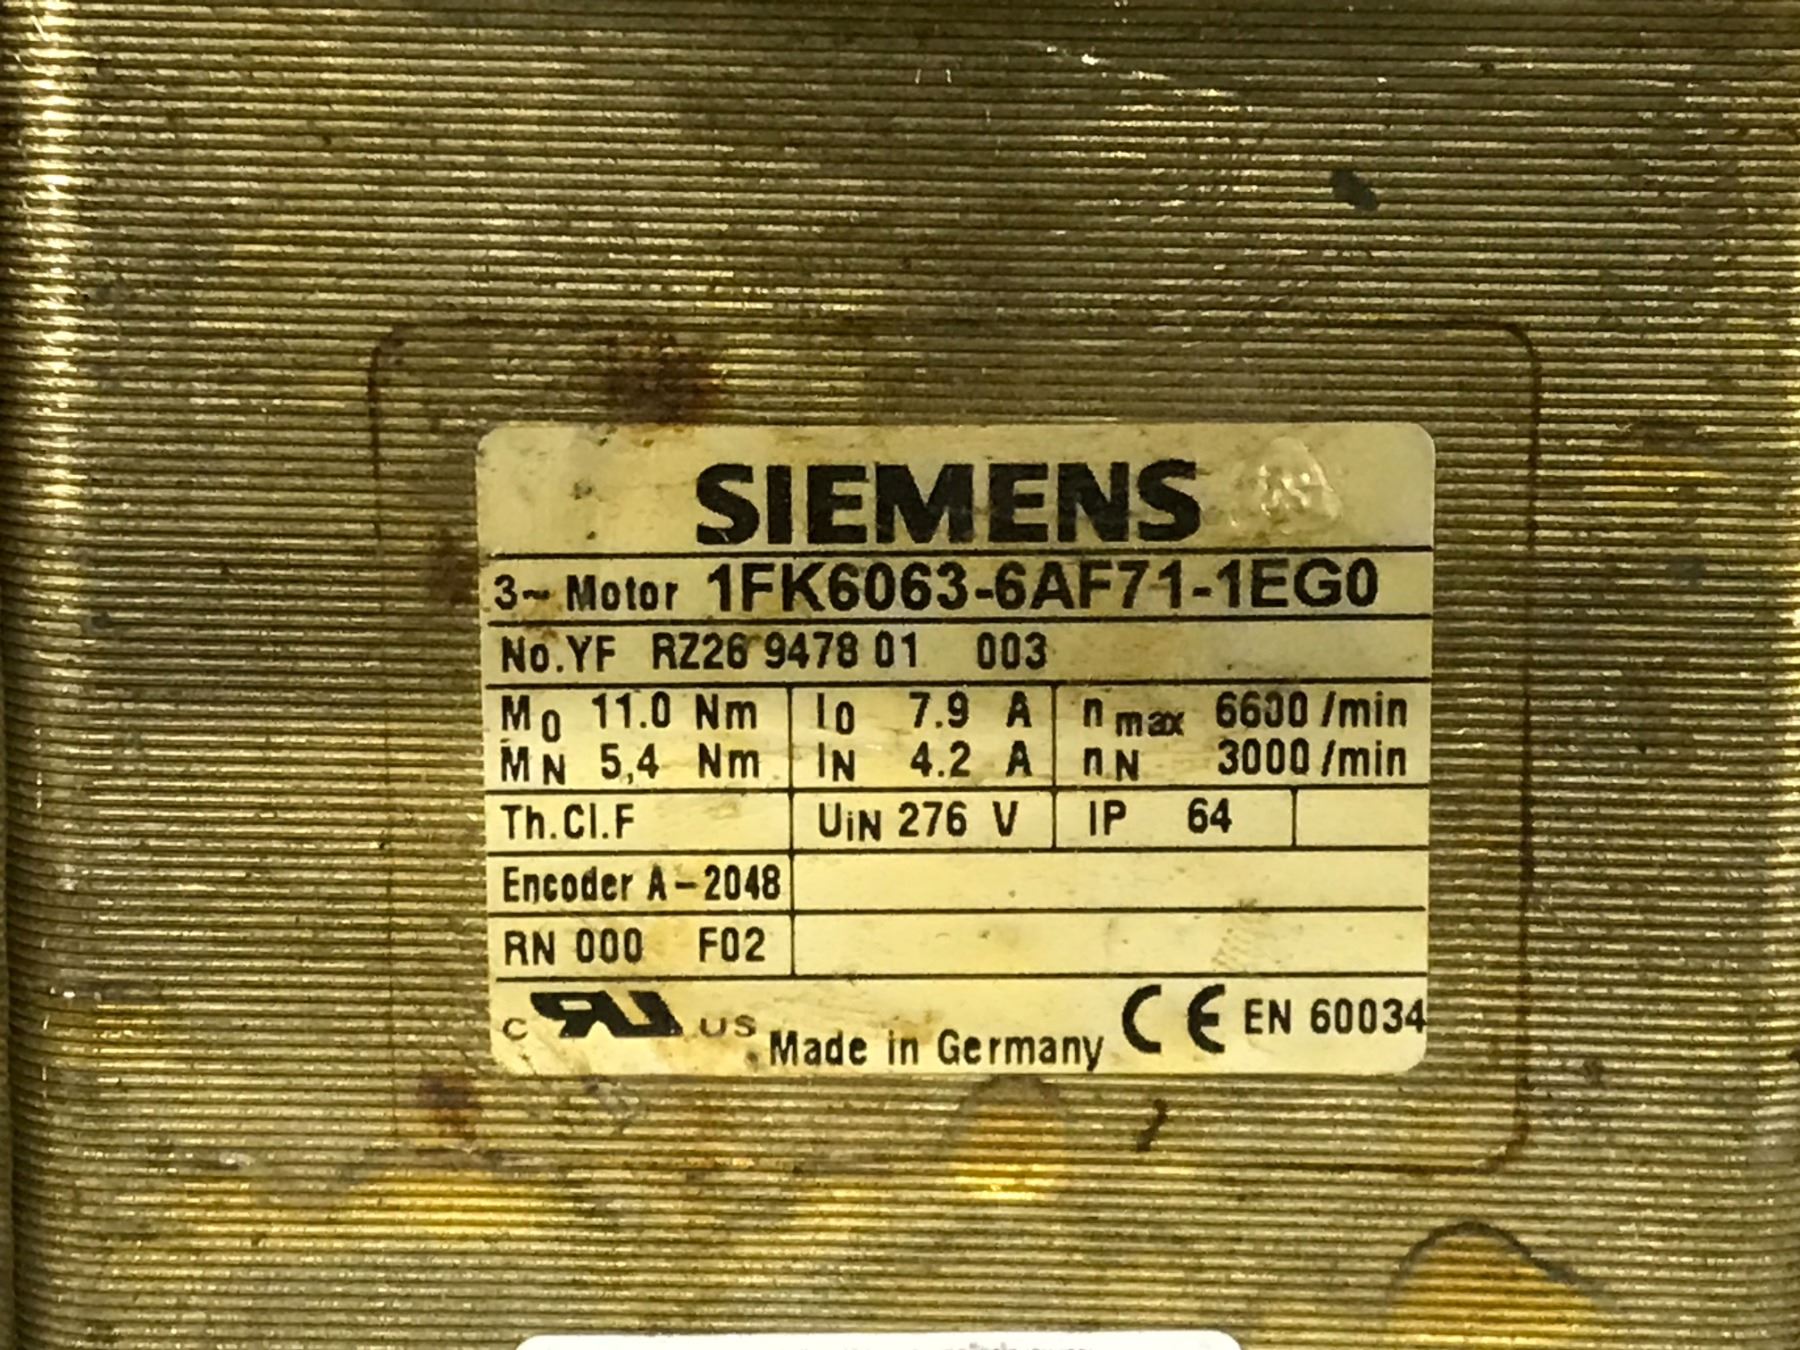 SIEMENS
3~ Motor 1FK6063-6AF71-1EG0
No.YF RZ26 9478 01 003
M0 11.0 Nm I0 7.9 A nmax 6600 /min
MN 5,4 Nm IN 4.2 A nN 3000 /min
Th.Cl.F UiN 276 V IP 64
Encoder A-2048
RN 000 F02
C RU US Made in Germany CE EN 60034